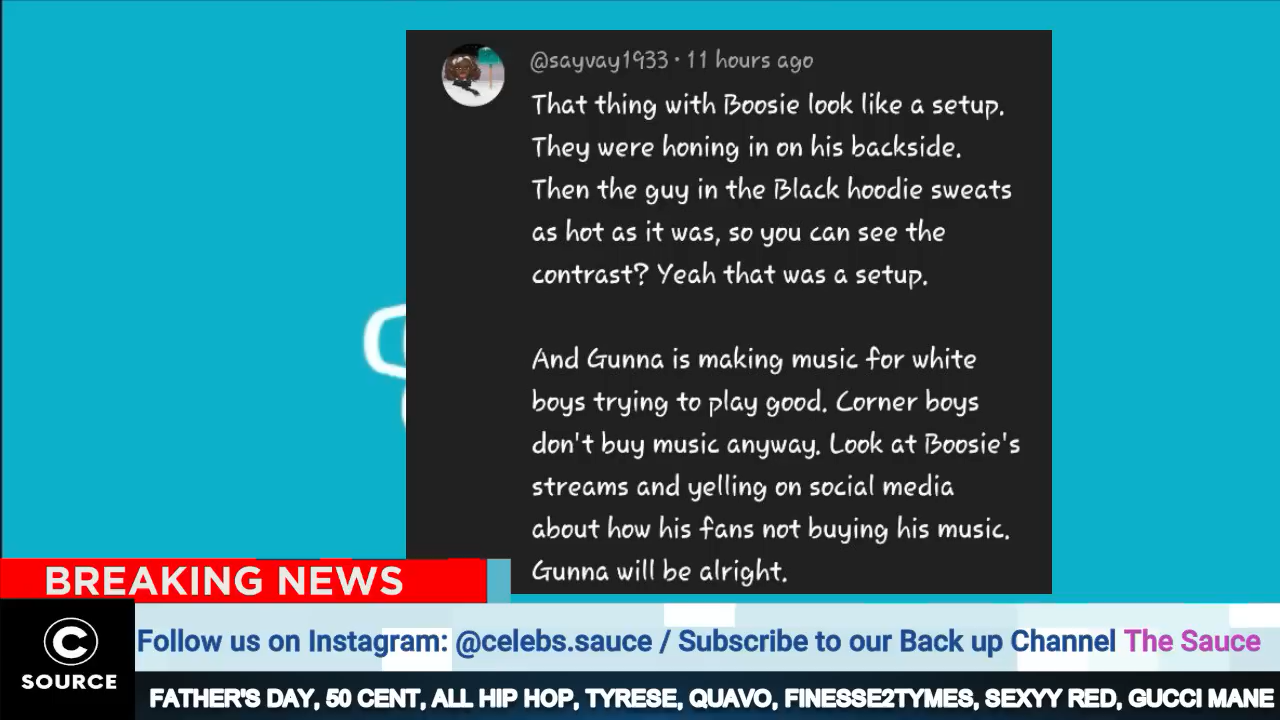 @sayvay1933 · 11 hours ago
That thing with Boosie look like a setup.
They were honing in on his backside.
Then the guy in the Black hoodie sweats
as hot as it was, so you can see the
contrast? Yeah that was a setup.
And Gunna is making music for white
boys trying to play good. Corner boys
don't buy music anyway. Look at Boosie's
streams and yelling on social media
about how his fans not buying his music.
Gunna will be alright.
BREAKING NEWS
C
SOURCE
Follow us on Instagram: @celebs.sauce / Subscribe to our Back up Channel The Sauce
FATHER'S DAY, 50 CENT, ALL HIP HOP, TYRESE, QUAVO, FINESSE2TYMES, SEXYY RED, GUCCI MANE